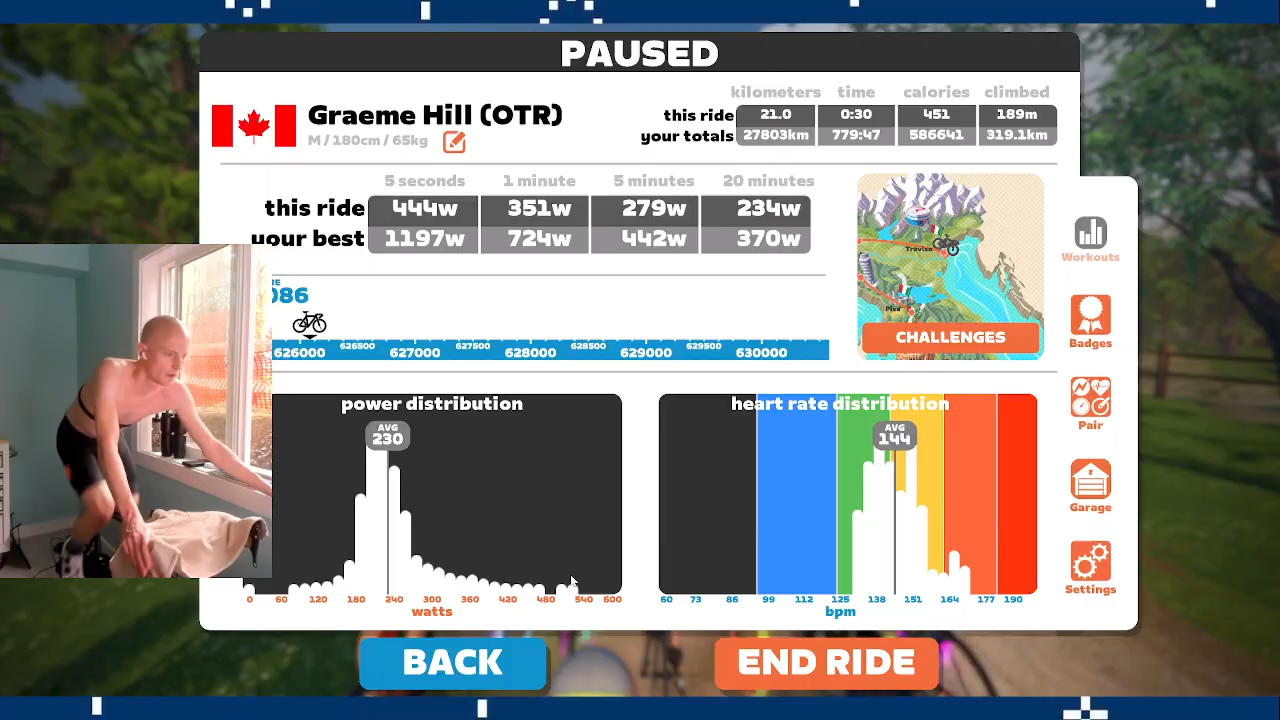 PAUSED
kilometers time calories climbed
Graeme Hill (OTR)
M / 180cm / 65kg
this ride 21.0 0:30 451 189m
your totals 27803km 779:47 586641 319.1km
5 seconds 1 minute 5 minutes 20 minutes
this ride 444w 351w 279w 234w
your best 1197w 724w 442w 370w
Treviso
Pisa
CHALLENGES
626000 626500 627000 627500 628000 628500 629000 629500 630000
power distribution
AVG
230
0 60 120 180 240 300 360 420 480 540 600
watts
heart rate distribution
AVG
144
60 73 86 99 112 125 138 151 164 177 190
bpm
Workouts
Badges
Pair
Garage
Settings
BACK
END RIDE